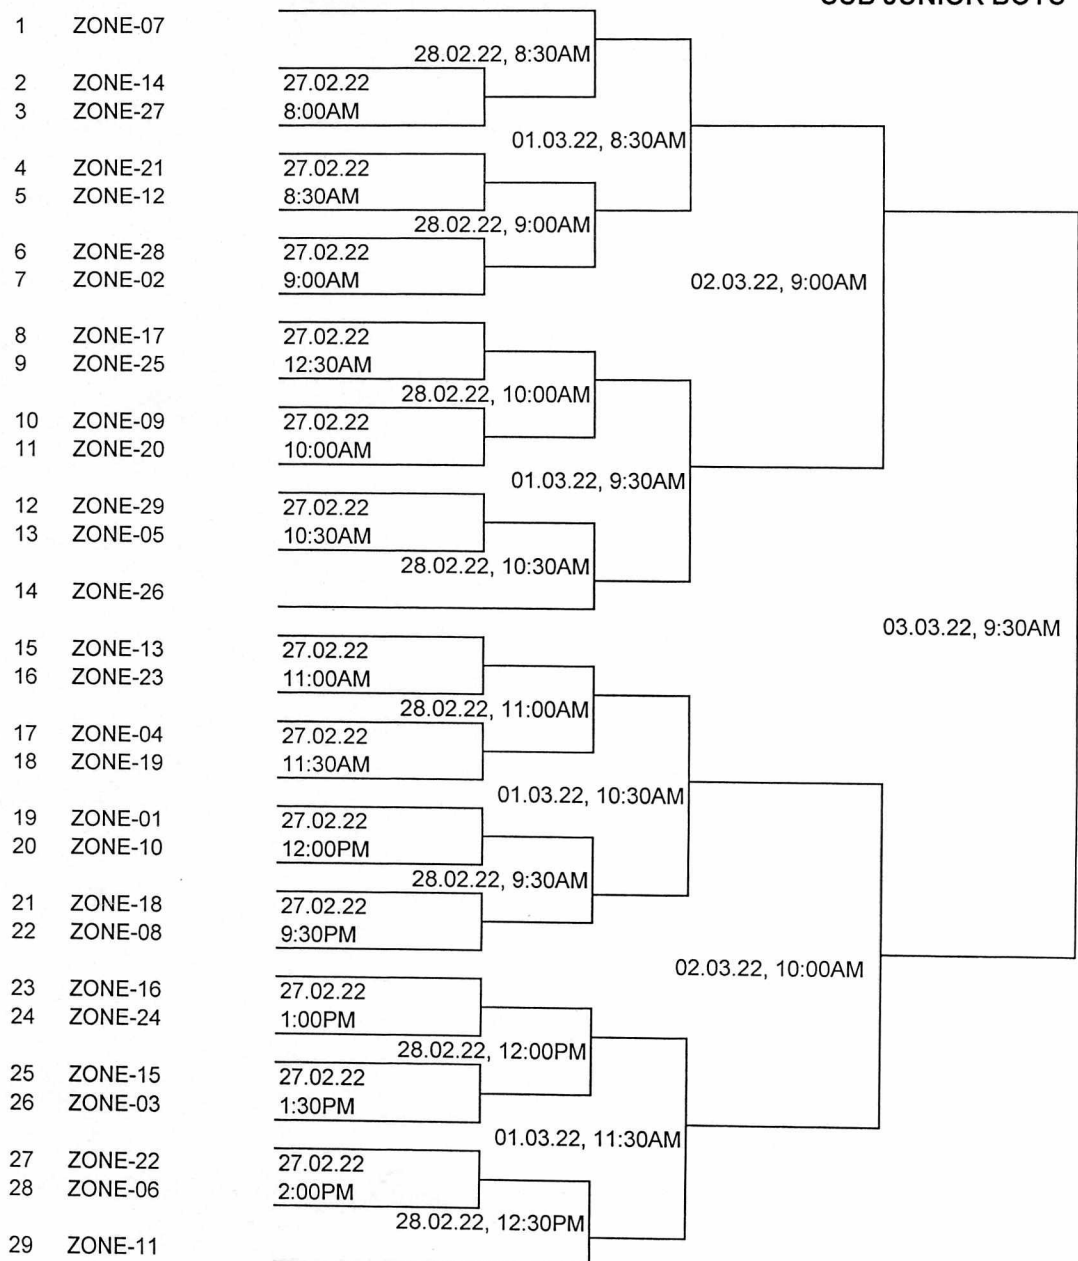 SUB JUNIOR BOYS
1 ZONE-07
28.02.22, 8:30AM
2 ZONE-14 27.02.22
3 ZONE-27 8:00AM
01.03.22, 8:30AM
4 ZONE-21 27.02.22
5 ZONE-12 8:30AM
28.02.22, 9:00AM
6 ZONE-28 27.02.22
7 ZONE-02 9:00AM
02.03.22, 9:00AM
8 ZONE-17 27.02.22
9 ZONE-25 12:30AM
28.02.22, 10:00AM
10 ZONE-09 27.02.22
11 ZONE-20 10:00AM
01.03.22, 9:30AM
12 ZONE-29 27.02.22
13 ZONE-05 10:30AM
28.02.22, 10:30AM
14 ZONE-26
03.03.22, 9:30AM
15 ZONE-13 27.02.22
16 ZONE-23 11:00AM
28.02.22, 11:00AM
17 ZONE-04 27.02.22
18 ZONE-19 11:30AM
01.03.22, 10:30AM
19 ZONE-01 27.02.22
20 ZONE-10 12:00PM
28.02.22, 9:30AM
21 ZONE-18 27.02.22
22 ZONE-08 9:30PM
02.03.22, 10:00AM
23 ZONE-16 27.02.22
24 ZONE-24 1:00PM
28.02.22, 12:00PM
25 ZONE-15 27.02.22
26 ZONE-03 1:30PM
01.03.22, 11:30AM
27 ZONE-22 27.02.22
28 ZONE-06 2:00PM
28.02.22, 12:30PM
29 ZONE-11